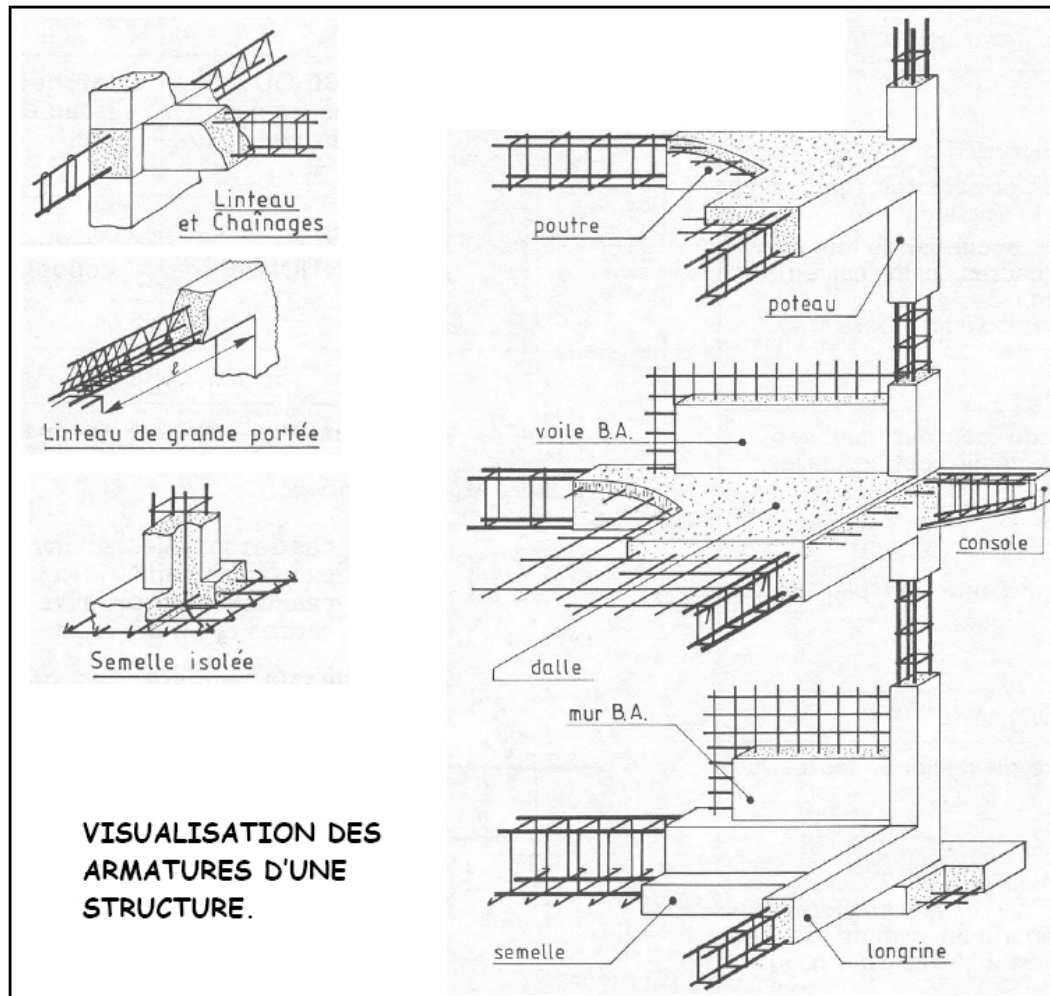 Linteau
et Chaînages
Linteau de grande portée
ℓ
Semelle isolée
VISUALISATION DES
ARMATURES D'UNE
STRUCTURE.
poutre
poteau
voile B.A.
console
dalle
mur B.A.
semelle
longrine